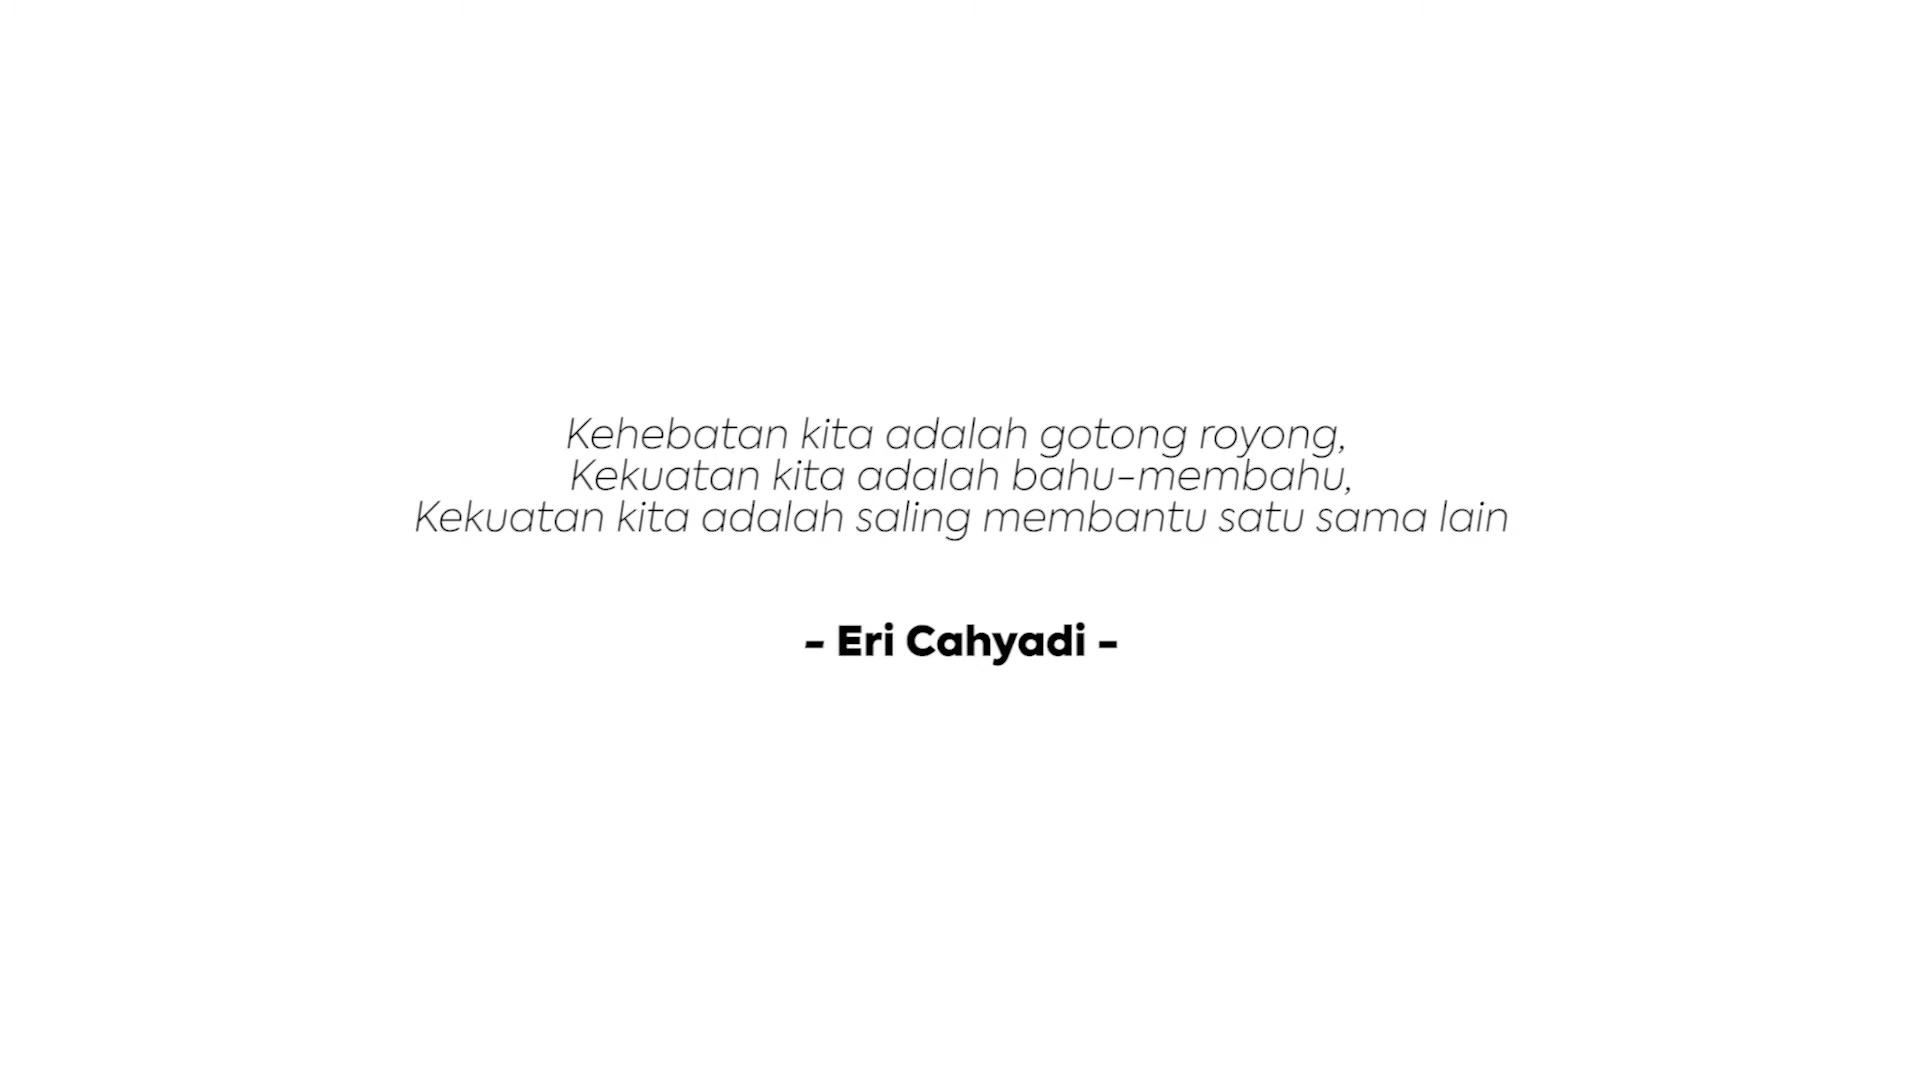 Kehebatan kita adalah gotong royong,
Kekuatan kita adalah bahu-membahu,
Kekuatan kita adalah saling membantu satu sama lain
- Eri Cahyadi -